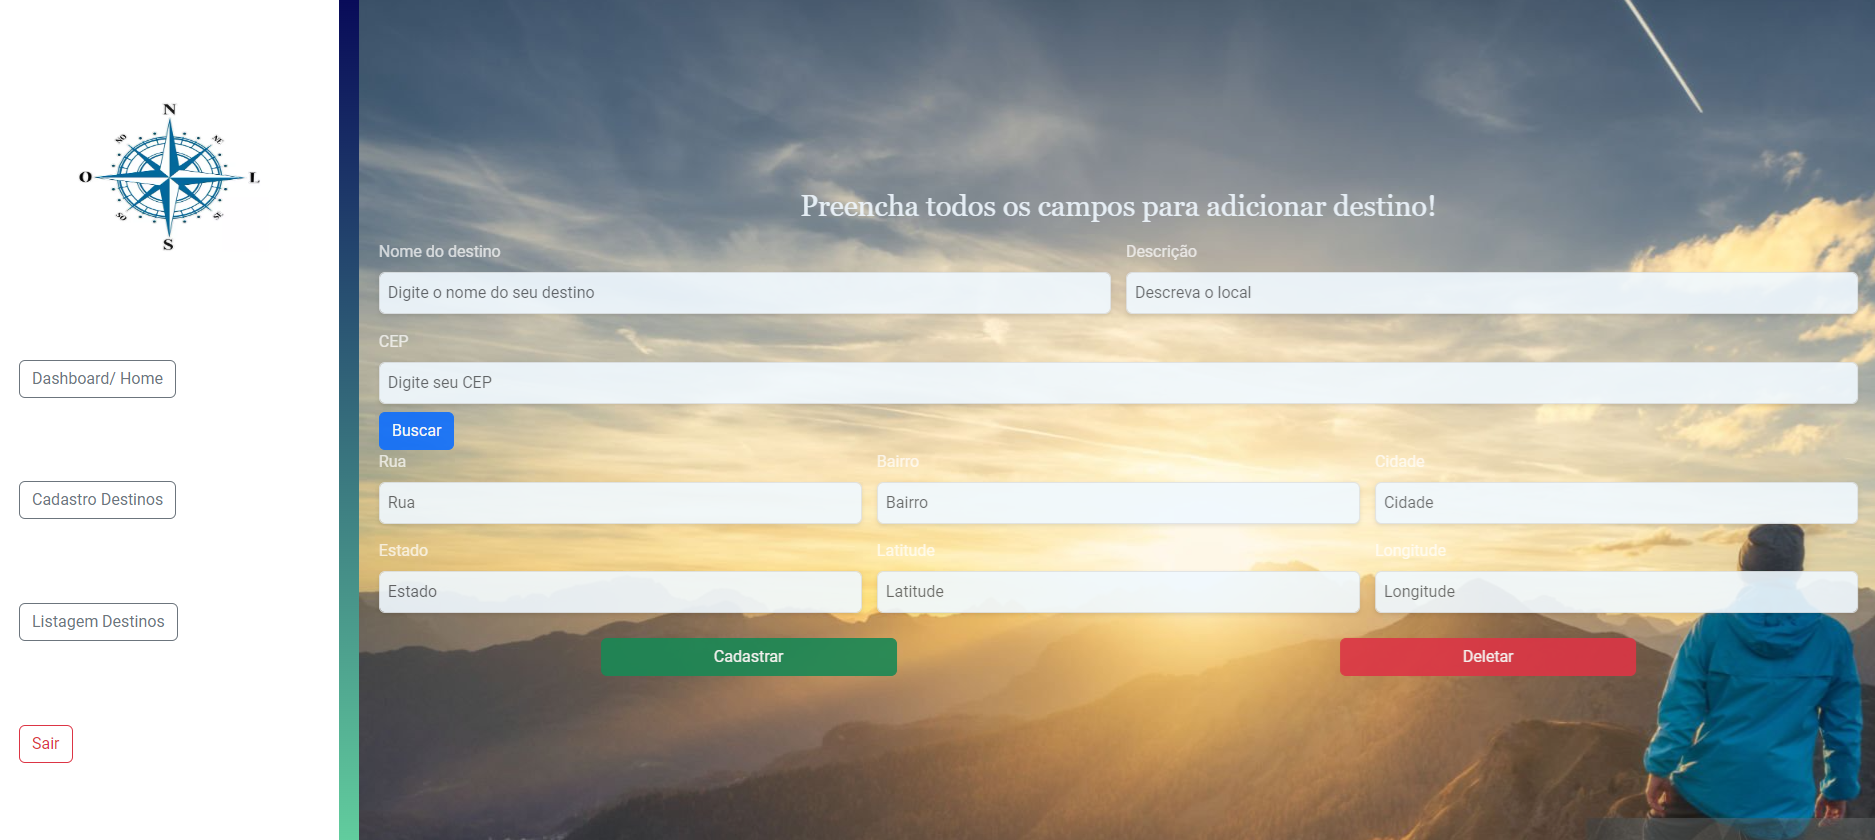 N
NO
NE
O
L
SO
SE
S
Dashboard/ Home
Cadastro Destinos
Listagem Destinos
Sair
Preencha todos os campos para adicionar destino!
Nome do destino
Descrição
Digite o nome do seu destino
Descreva o local
CEP
Digite seu CEP
Buscar
Rua
Bairro
Cidade
Rua
Bairro
Cidade
Estado
Latitude
Longitude
Estado
Latitude
Longitude
Cadastrar
Deletar